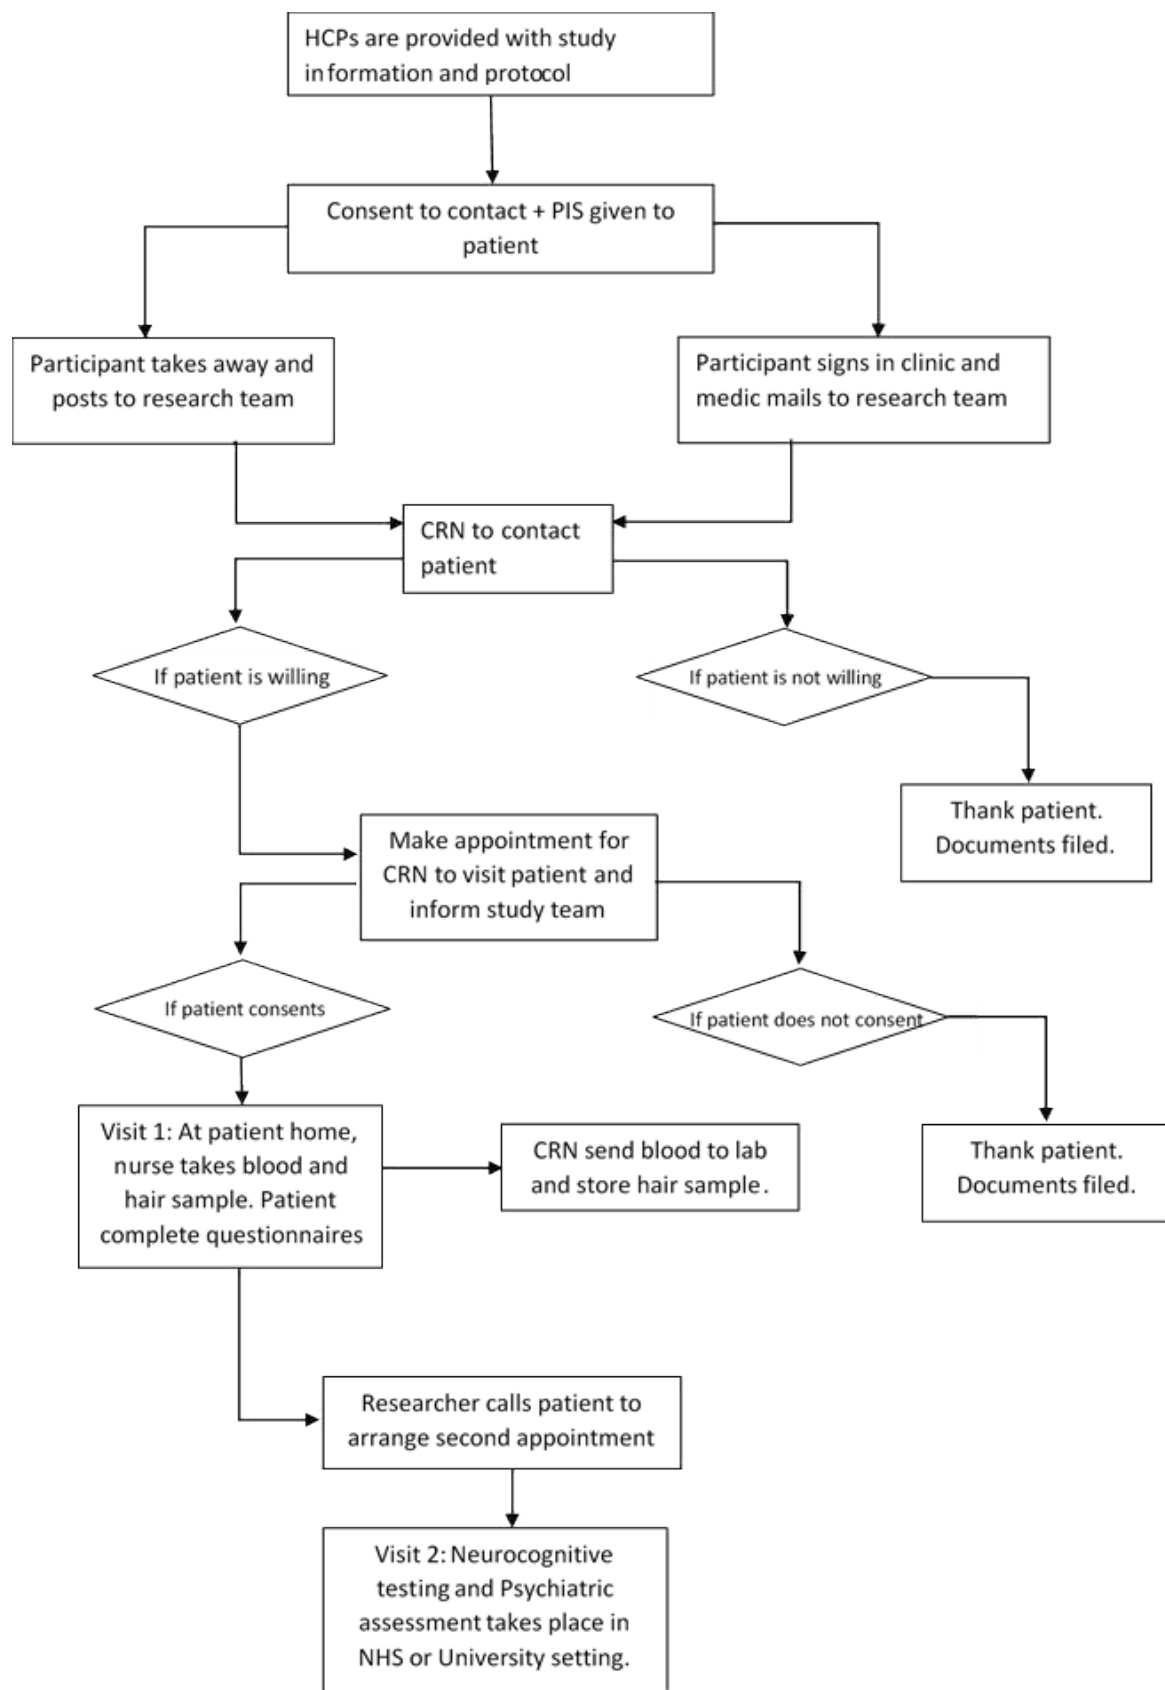 HCPs are provided with study
information and protocol
Consent to contact + PIS given to
patient
Participant takes away and
posts to research team
Participant signs in clinic and
medic mails to research team
CRN to contact
patient
If patient is willing
If patient is not willing
Thank patient.
Documents filed.
Make appointment for
CRN to visit patient and
inform study team
If patient consents
If patient does not consent
Visit 1: At patient home,
nurse takes blood and
hair sample. Patient
complete questionnaires
CRN send blood to lab
and store hair sample.
Thank patient.
Documents filed.
Researcher calls patient to
arrange second appointment
Visit 2: Neurocognitive
testing and Psychiatric
assessment takes place in
NHS or University setting.